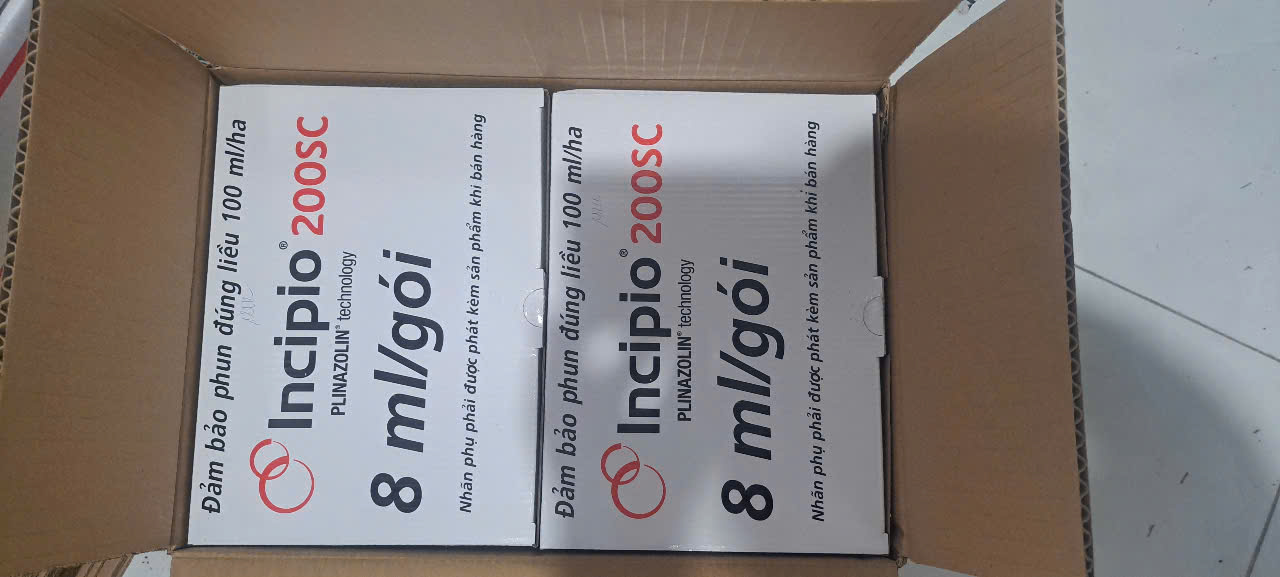 Đảm bảo phun đúng liều 100 ml/ha
Incipio® 200SC
PLINAZOLIN® technology
8 ml/gói
Nhãn phụ phải được phát kèm sản phẩm khi bán hàng
Đảm bảo phun đúng liều 100 ml/ha
Incipio® 200SC
PLINAZOLIN® technology
8 ml/gói
Nhãn phụ phải được phát kèm sản phẩm khi bán hàng